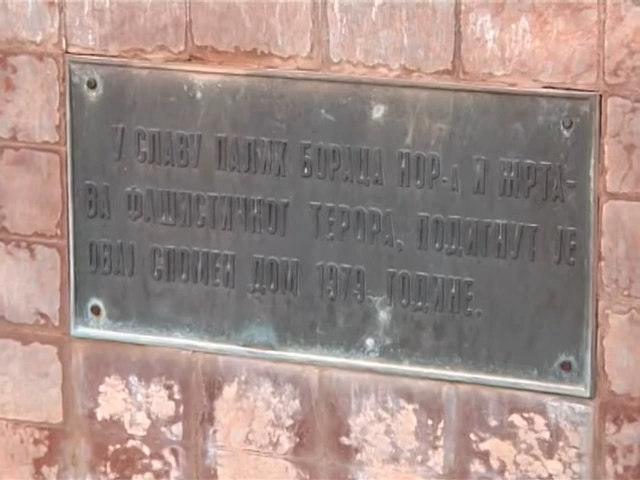 У СЛАВУ ПАЛИХ БОРАЦА НОР-А И ЖРТА-
ВА ФАШИСТИЧКОГ ТЕРОРА, ПОДИГНУТ ЈЕ
ОВАЈ СПОМЕН ДОМ 1979. ГОДИНЕ.